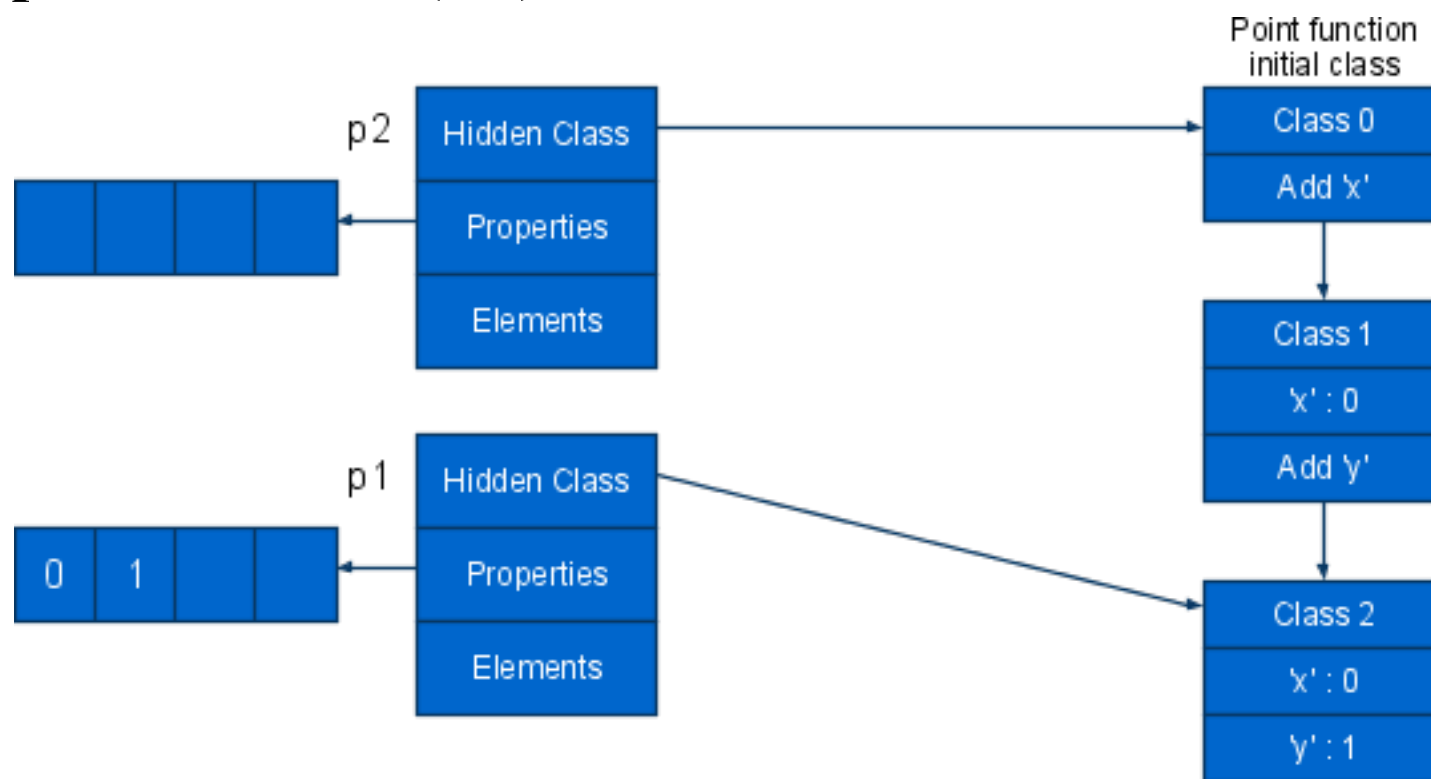 Point function
initial class
p2
Hidden Class
Properties
Elements
Class 0
Add 'x'
Class 1
'x' : 0
Add 'y'
p1
Hidden Class
0 1
Properties
Elements
Class 2
'x' : 0
'y' : 1